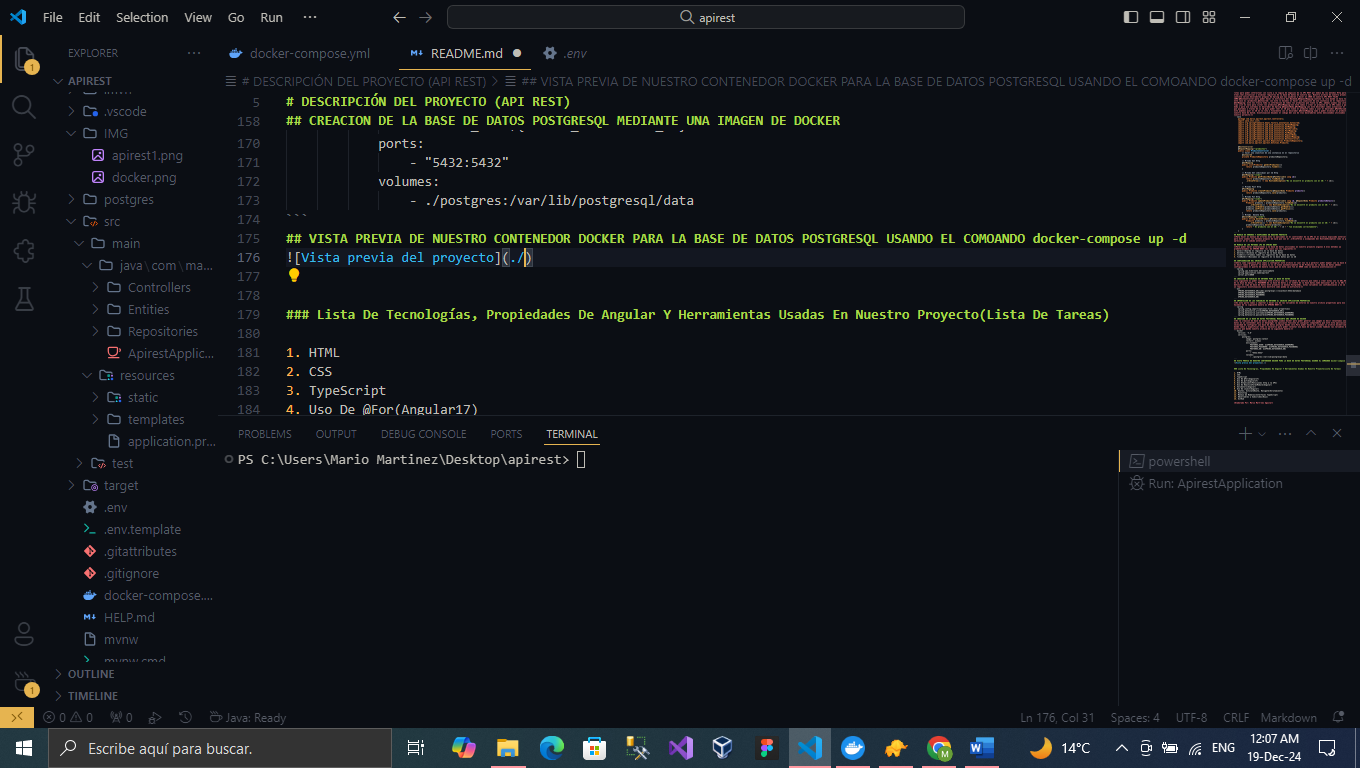 File Edit Selection View Go Run ···
apirest
EXPLORER ···
docker-compose.yml
README.md
.env
# DESCRIPCIÓN DEL PROYECTO (API REST) > ## VISTA PREVIA DE NUESTRO CONTENEDOR DOCKER PARA LA BASE DE DATOS POSTGRESQL USANDO EL COMOANDO docker-compose up -d
APIREST
.vscode
IMG
apirest1.png
docker.png
postgres
src
main
java\com\ma...
Controllers
Entities
Repositories
ApirestApplic...
resources
static
templates
application.pr...
test
target
.env
.env.template
.gitattributes
.gitignore
docker-compose....
HELP.md
mvnw
mvnw.cmd
OUTLINE
TIMELINE
5 # DESCRIPCIÓN DEL PROYECTO (API REST)
158 ## CREACION DE LA BASE DE DATOS POSTGRESQL MEDIANTE UNA IMAGEN DE DOCKER
170 ports:
171 - "5432:5432"
172 volumes:
173 - ./postgres:/var/lib/postgresql/data
174 ```
175 ## VISTA PREVIA DE NUESTRO CONTENEDOR DOCKER PARA LA BASE DE DATOS POSTGRESQL USANDO EL COMOANDO docker-compose up -d
176 ![Vista previa del proyecto](./)
177
178
179 ### Lista De Tecnologías, Propiedades De Angular Y Herramientas Usadas En Nuestro Proyecto(Lista De Tareas)
180
181 1. HTML
182 2. CSS
183 3. TypeScript
184 4. Uso De @For(Angular17)
PROBLEMS OUTPUT DEBUG CONSOLE PORTS TERMINAL
PS C:\Users\Mario Martinez\Desktop\apirest>
powershell
Run: ApirestApplication
1
1
0 0 0 Java: Ready
Ln 176, Col 31 Spaces: 4 UTF-8 CRLF Markdown
Escribe aquí para buscar.
14°C
ENG
12:07 AM
19-Dec-24